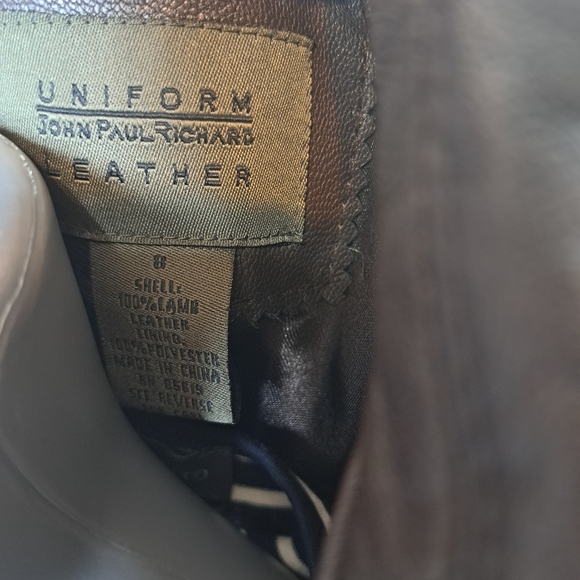 UNIFORM
JOHN PAUL RICHARD
LEATHER
8
SHELL:
100% LAMB
LEATHER
LINING:
100% POLYESTER
MADE IN CHINA
RN 85619
SEE REVERSE